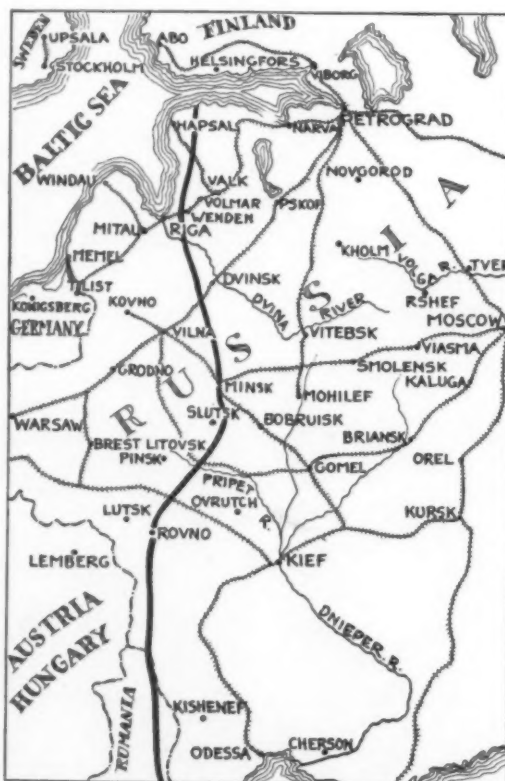 FINLAND
SWEDEN
UPSALA
ABO
STOCKHOLM
HELSINGFORS
VIBORG
BALTIC SEA
HAPSAL
NARVA
PETROGRAD
WINDAU
VALK
NOVGOROD
VOLMAR
WENDEN
PSKOF
MITAU
RIGA
RUSSIA
MEMEL
KHOLM
VOLGA R.
TVER
TILIST
DVINSK
RSHEF
KONIGSBERG
KOVNO
DVINA RIVER
MOSCOW
GERMANY
VILNA
VITEBSK
VIASMA
SMOLENSK
GRODNO
MINSK
KALUGA
MOHILEF
WARSAW
SLUTSK
BOBRUISK
BRIANSK
BREST LITOVSK
PINSK
GOMEL
OREL
PRIPET R.
OVRUTCH
LUTSK
KURSK
ROVNO
LEMBERG
KIEF
AUSTRIA
HUNGARY
DNIEPER R.
RUMANIA
KISHENEF
ODESSA
CHERSON